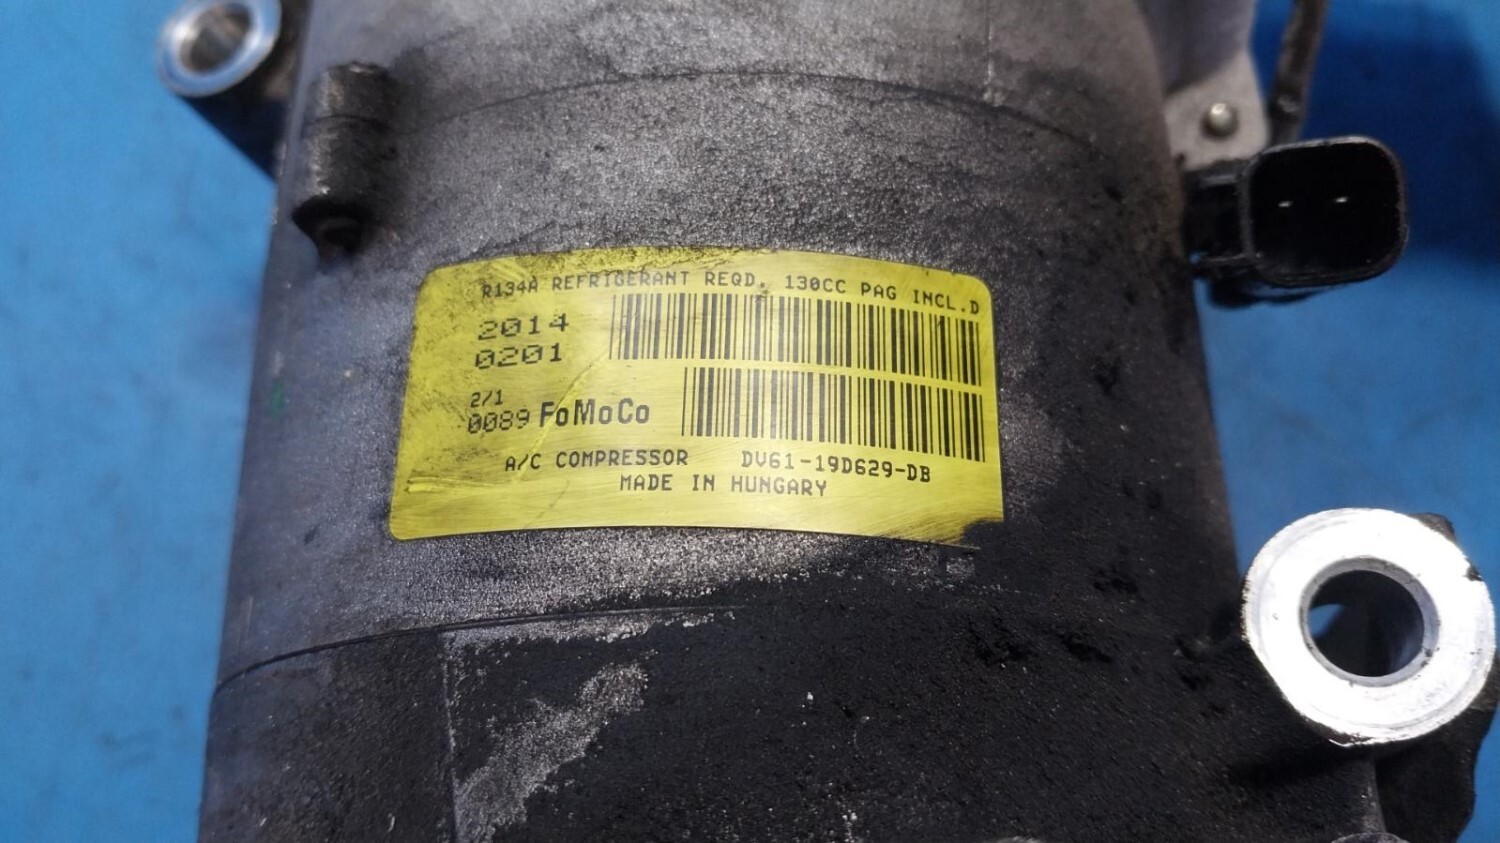 R134A REFRIGERANT REQD. 130CC PAG INCL.D
2014
0201
2/1
0089 FoMoCo
A/C COMPRESSOR DV61-19D629-DB
MADE IN HUNGARY